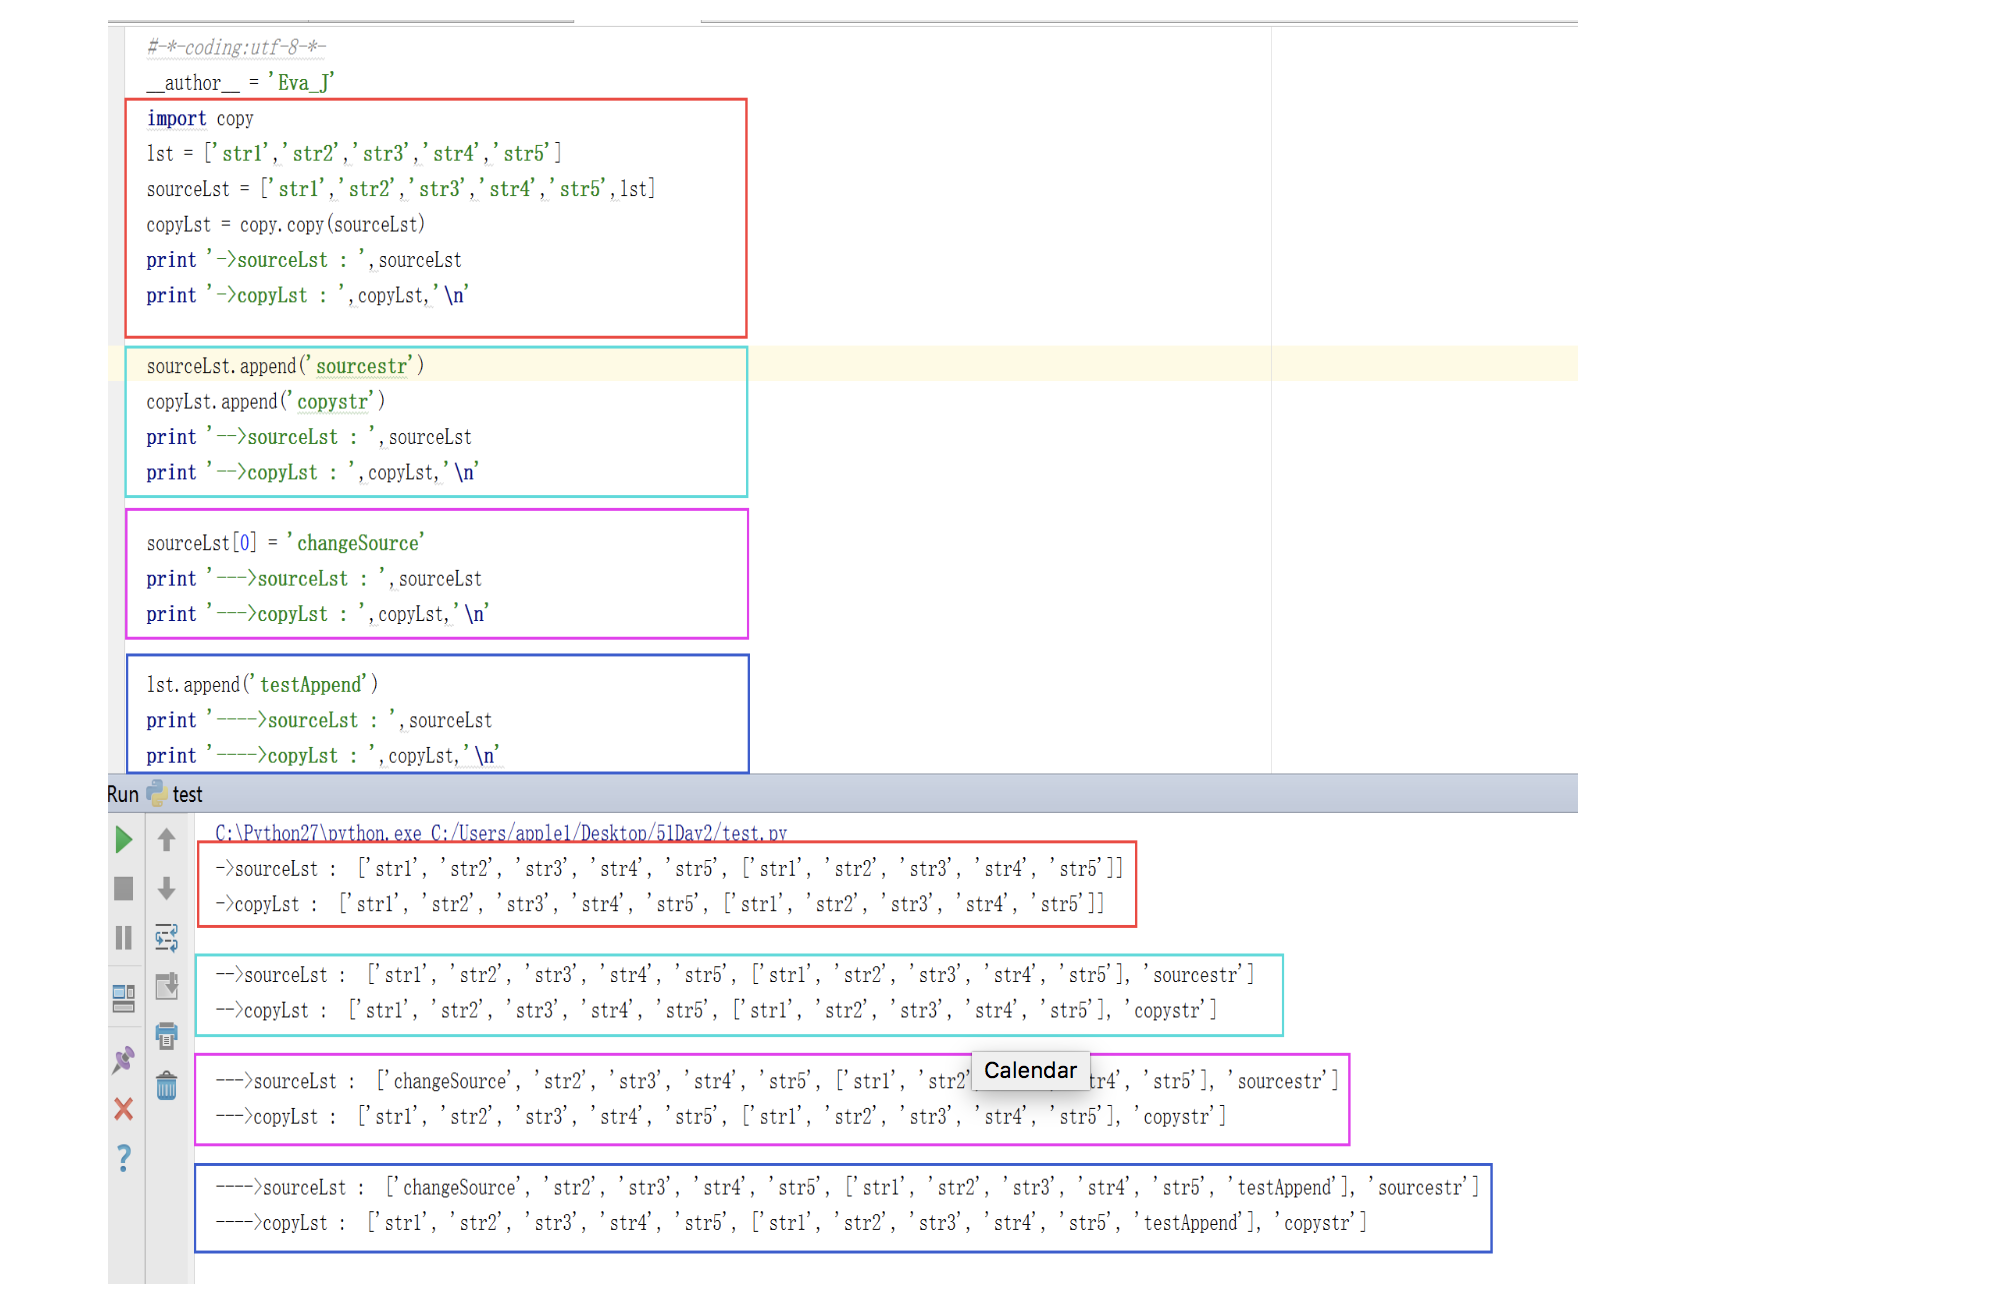 #-*-coding:utf-8-*-
__author__ = 'Eva_J'
import copy
lst = ['str1','str2','str3','str4','str5']
sourceLst = ['str1','str2','str3','str4','str5',lst]
copyLst = copy.copy(sourceLst)
print '->sourceLst : ',sourceLst
print '->copyLst : ',copyLst,'\n'
sourceLst.append('sourcestr')
copyLst.append('copystr')
print '-->sourceLst : ',sourceLst
print '-->copyLst : ',copyLst,'\n'
sourceLst[0] = 'changeSource'
print '--->sourceLst : ',sourceLst
print '--->copyLst : ',copyLst,'\n'
lst.append('testAppend')
print '---->sourceLst : ',sourceLst
print '---->copyLst : ',copyLst,'\n'
Run test
C:\Python27\python.exe C:/Users/apple1/Desktop/51Day2/test.py
->sourceLst :  ['str1', 'str2', 'str3', 'str4', 'str5', ['str1', 'str2', 'str3', 'str4', 'str5']]
->copyLst :  ['str1', 'str2', 'str3', 'str4', 'str5', ['str1', 'str2', 'str3', 'str4', 'str5']]
-->sourceLst :  ['str1', 'str2', 'str3', 'str4', 'str5', ['str1', 'str2', 'str3', 'str4', 'str5'], 'sourcestr']
-->copyLst :  ['str1', 'str2', 'str3', 'str4', 'str5', ['str1', 'str2', 'str3', 'str4', 'str5'], 'copystr']
Calendar
--->sourceLst :  ['changeSource', 'str2', 'str3', 'str4', 'str5', ['str1', 'str2' tr4', 'str5'], 'sourcestr']
--->copyLst :  ['str1', 'str2', 'str3', 'str4', 'str5', ['str1', 'str2', 'str3', 'str4', 'str5'], 'copystr']
---->sourceLst :  ['changeSource', 'str2', 'str3', 'str4', 'str5', ['str1', 'str2', 'str3', 'str4', 'str5', 'testAppend'], 'sourcestr']
---->copyLst :  ['str1', 'str2', 'str3', 'str4', 'str5', ['str1', 'str2', 'str3', 'str4', 'str5', 'testAppend'], 'copystr']